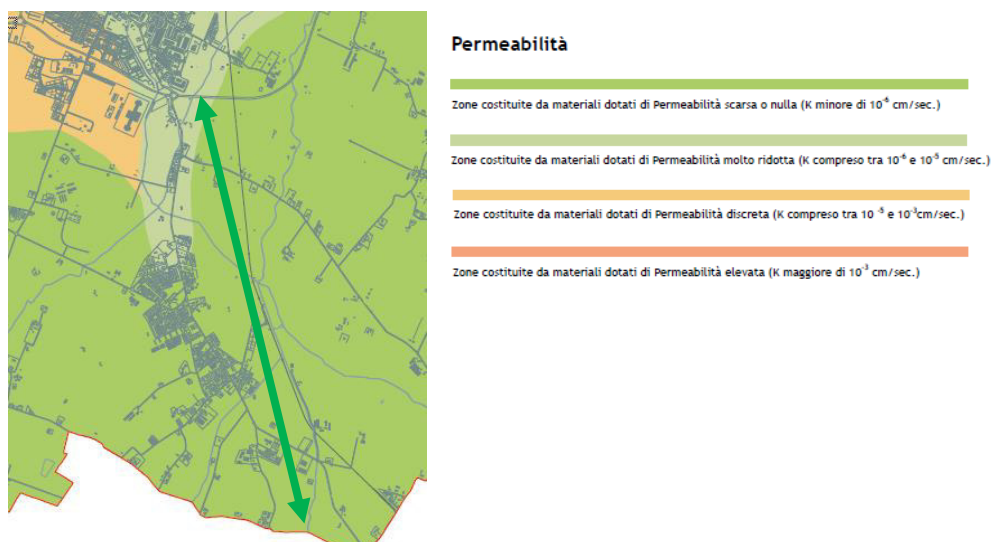 Permeabilità
Zone costituite da materiali dotati di Permeabilità scarsa o nulla (K minore di 10⁻⁶ cm/sec.)
Zone costituite da materiali dotati di Permeabilità molto ridotta (K compreso tra 10⁻⁶ e 10⁻⁵ cm/sec.)
Zone costituite da materiali dotati di Permeabilità discreta (K compreso tra 10 ⁻⁵ e 10⁻³cm/sec.)
Zone costituite da materiali dotati di Permeabilità elevata (K maggiore di 10⁻³ cm/sec.)